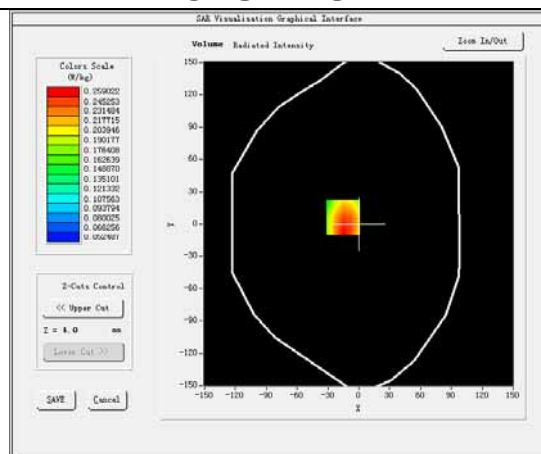 SAR Visualisation Graphical Interface
Volume Radiated Intensity
Zoom In/Out
Colors Scale
(W/kg)
0.259022
0.245253
0.231484
0.217715
0.203946
0.190177
0.176408
0.162639
0.148870
0.135101
0.121332
0.107563
0.093794
0.080025
0.066256
0.052487
Z-Cuts Control
<< Upper Cut
Z = 4.0 mm
Lower Cut >>
SAVE
Cancel
150
120
90
60
30
0
-30
-60
-90
-120
-150
Y
-150 -120 -90 -60 -30 0 30 60 90 120 150
X